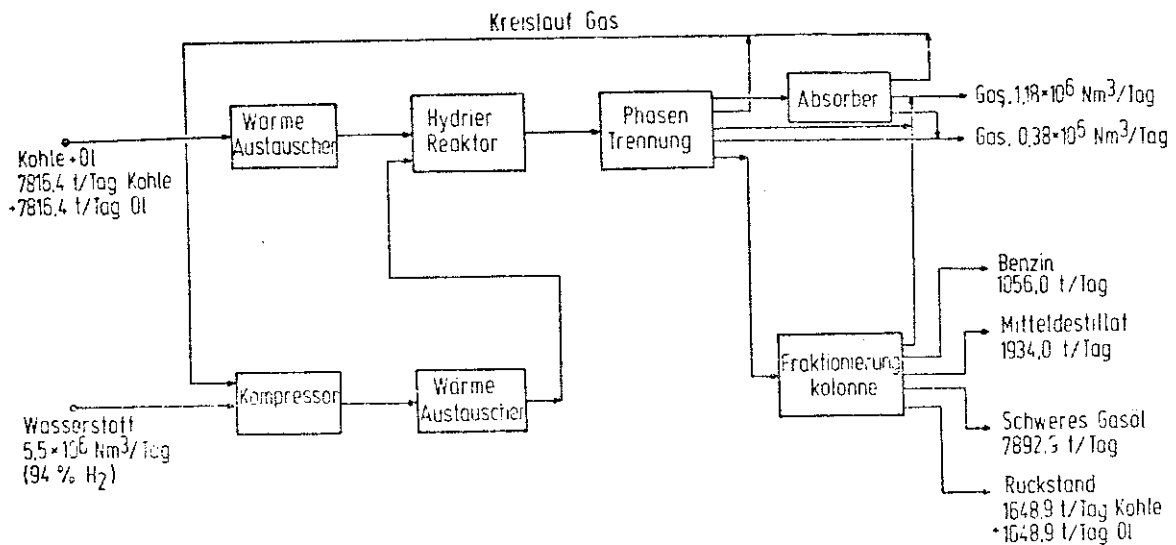 Kreislauf Gas
Wärme
Austauscher
Hydrier
Reaktor
Phasen
Trennung
Absorber
Gas, 1,18×10⁶ Nm³/Tag
Gas, 0,38×10⁶ Nm³/Tag
Kohle + Öl
7816,4 t/Tag Kohle
+7816,4 t/Tag Öl
Benzin
1056,0 t/Tag
Mitteldestillat
1934,0 t/Tag
Fraktionierung
kolonne
Kompressor
Wärme
Austauscher
Wasserstoff
5,5×10⁶ Nm³/Tag
(94 % H₂)
Schweres Gasöl
t/Tag
Rückstand
1648,9 t/Tag Kohle
+1648,9 t/Tag Öl